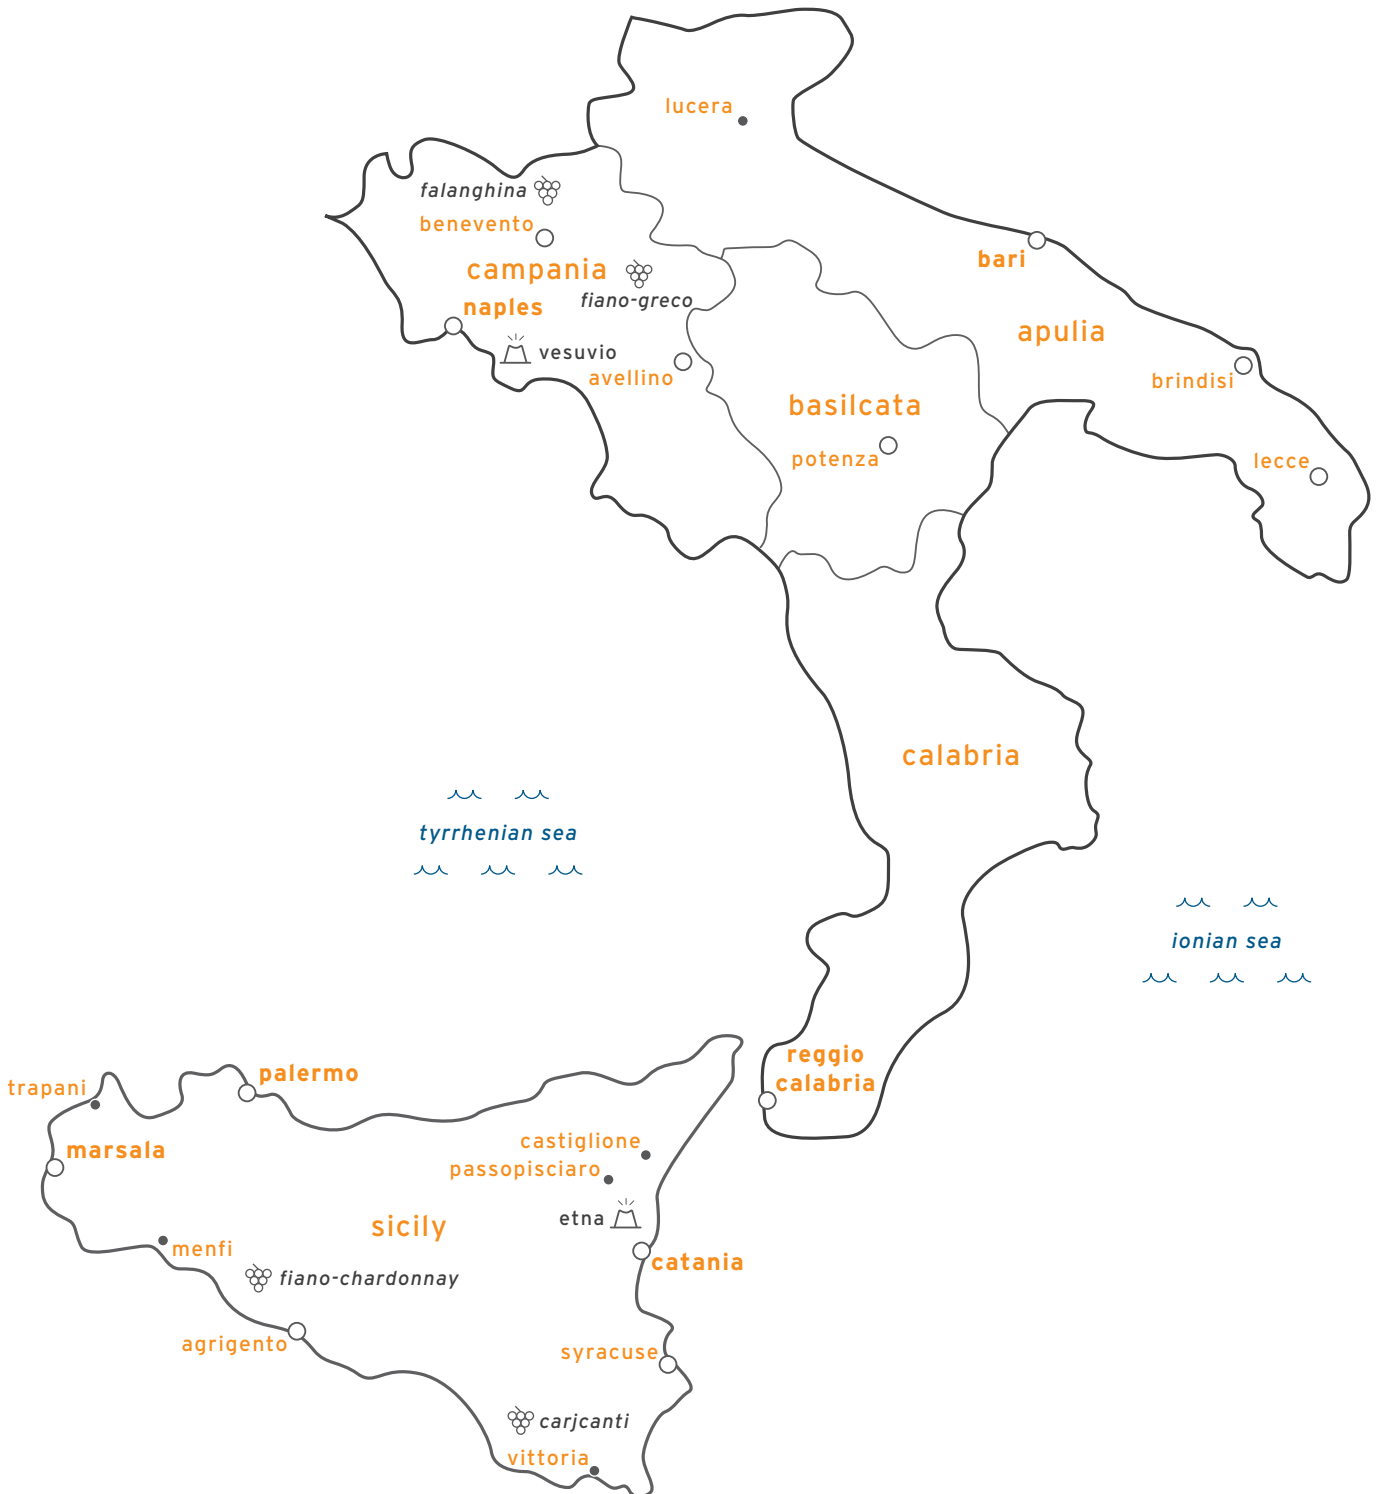 lucera
falanghina
benevento
campania
fiano-greco
naples
vesuvio
avellino
bari
apulia
brindisi
lecce
basilcata
potenza
calabria
tyrrhenian sea
ionian sea
reggio
calabria
palermo
trapani
marsala
castiglione
passopisciaro
etna
sicily
catania
menfi
fiano-chardonnay
agrigento
syracuse
carjcanti
vittoria